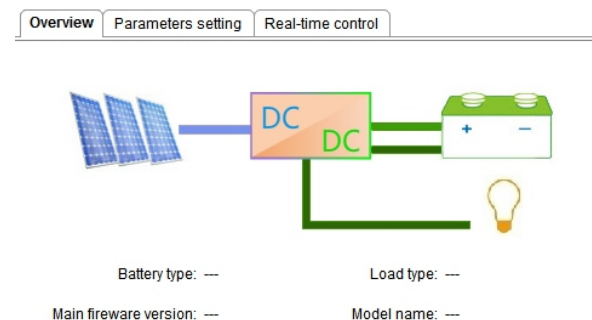 Overview Parameters setting Real-time control
DC
DC
+ −
Battery type: --- Load type: ---
Main fireware version: --- Model name: ---